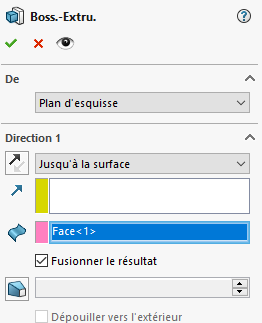 Boss.-Extru.
De
Plan d'esquisse
Direction 1
Jusqu'à la surface
Face<1>
Fusionner le résultat
Dépouiller vers l'extérieur